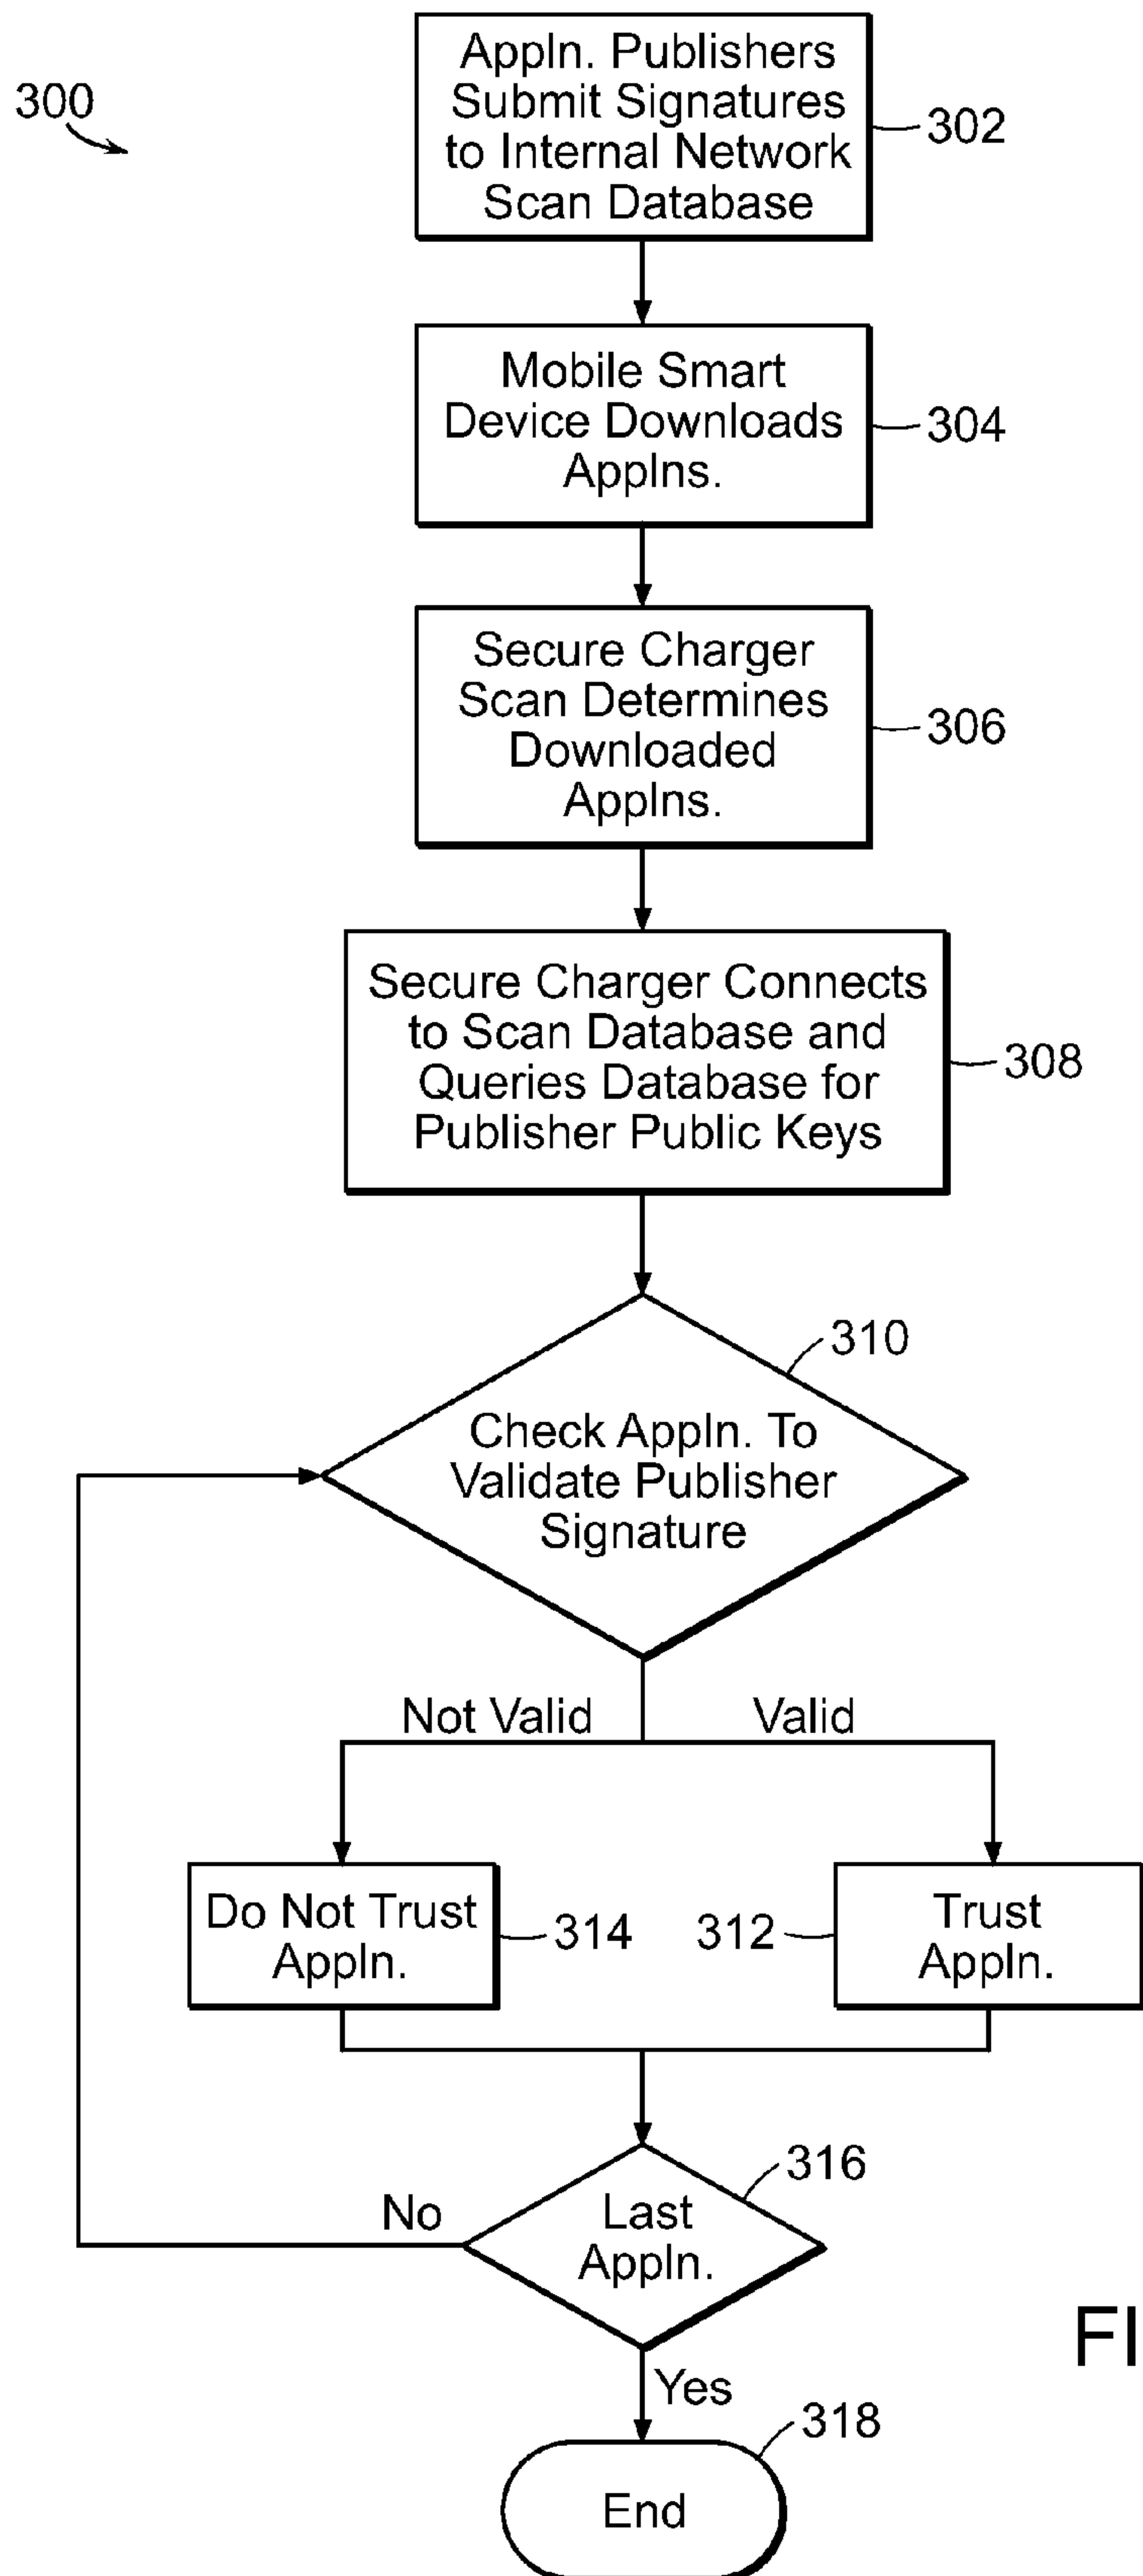 300
Appln. Publishers
Submit Signatures
to Internal Network
Scan Database
302
Mobile Smart
Device Downloads
Applns.
304
Secure Charger
Scan Determines
Downloaded
Applns.
306
Secure Charger Connects
to Scan Database and
Queries Database for
Publisher Public Keys
308
310
Check Appln. To
Validate Publisher
Signature
Not Valid
Valid
Do Not Trust
Appln.
314
312
Trust
Appln.
316
No
Last
Appln.
FI
Yes
318
End